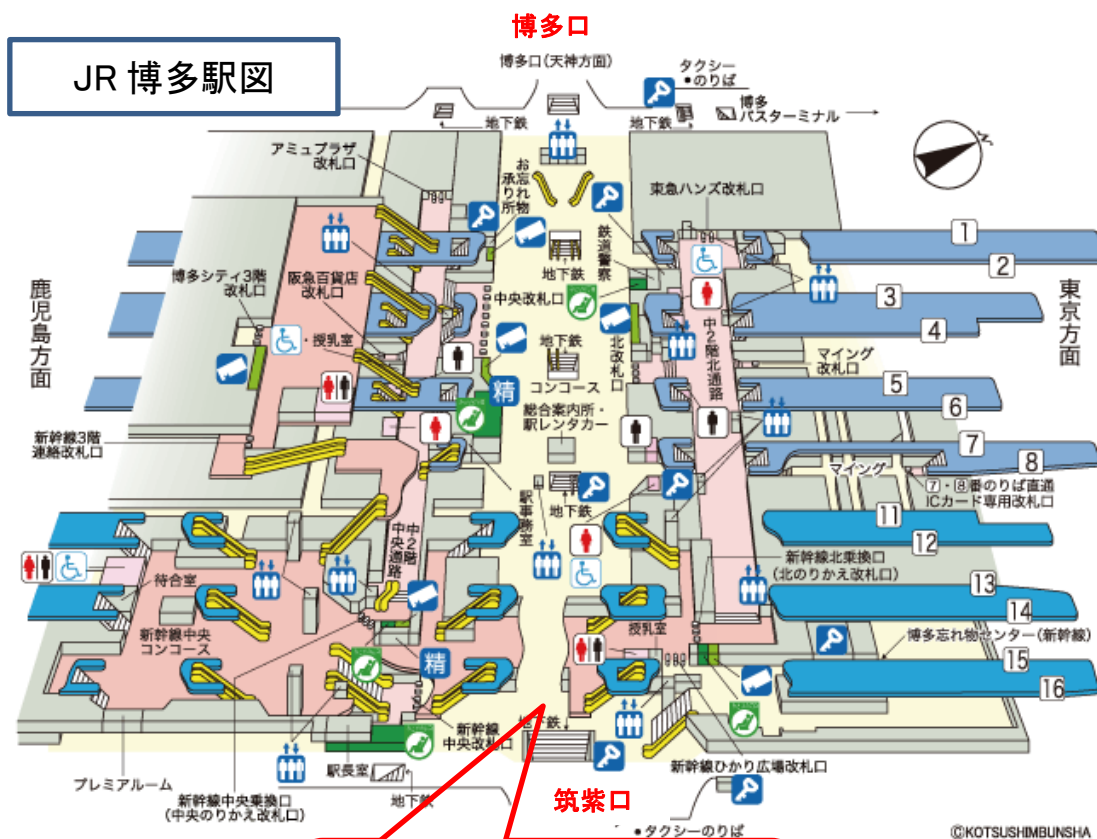 博多口
JR 博多駅図
博多口(天神方面)
タクシー
●のりば
博多
バスターミナル
地下鉄
地下鉄
アミュプラザ
改札口
お忘れ物
承り所
東急ハンズ改札口
鉄道警察
地下鉄
1
2
3
4
5
6
7
8
11
12
13
14
15
16
鹿児島方面
東京方面
博多シティ3階
改札口
阪急百貨店
改札口
中央改札口
・授乳室
北改札口
中2階北通路
地下鉄
コンコース
マイング
改札口
精
総合案内所・
駅レンタカー
新幹線3階
連絡改札口
マイング
⑦・⑧番のりば直通
ICカード専用改札口
駅事務室
地下鉄
中2階
中央通路
新幹線北乗換口
(北のりかえ改札口)
待合室
新幹線中央
コンコース
授乳室
博多忘れ物センター(新幹線)
精
地下鉄
新幹線
中央改札口
駅長室
プレミアルーム
新幹線中央乗換口
(中央のりかえ改札口)
地下鉄
新幹線ひかり広場改札口
筑紫口
●タクシーのりば
©KOTSUSHIMBUNSHA
N